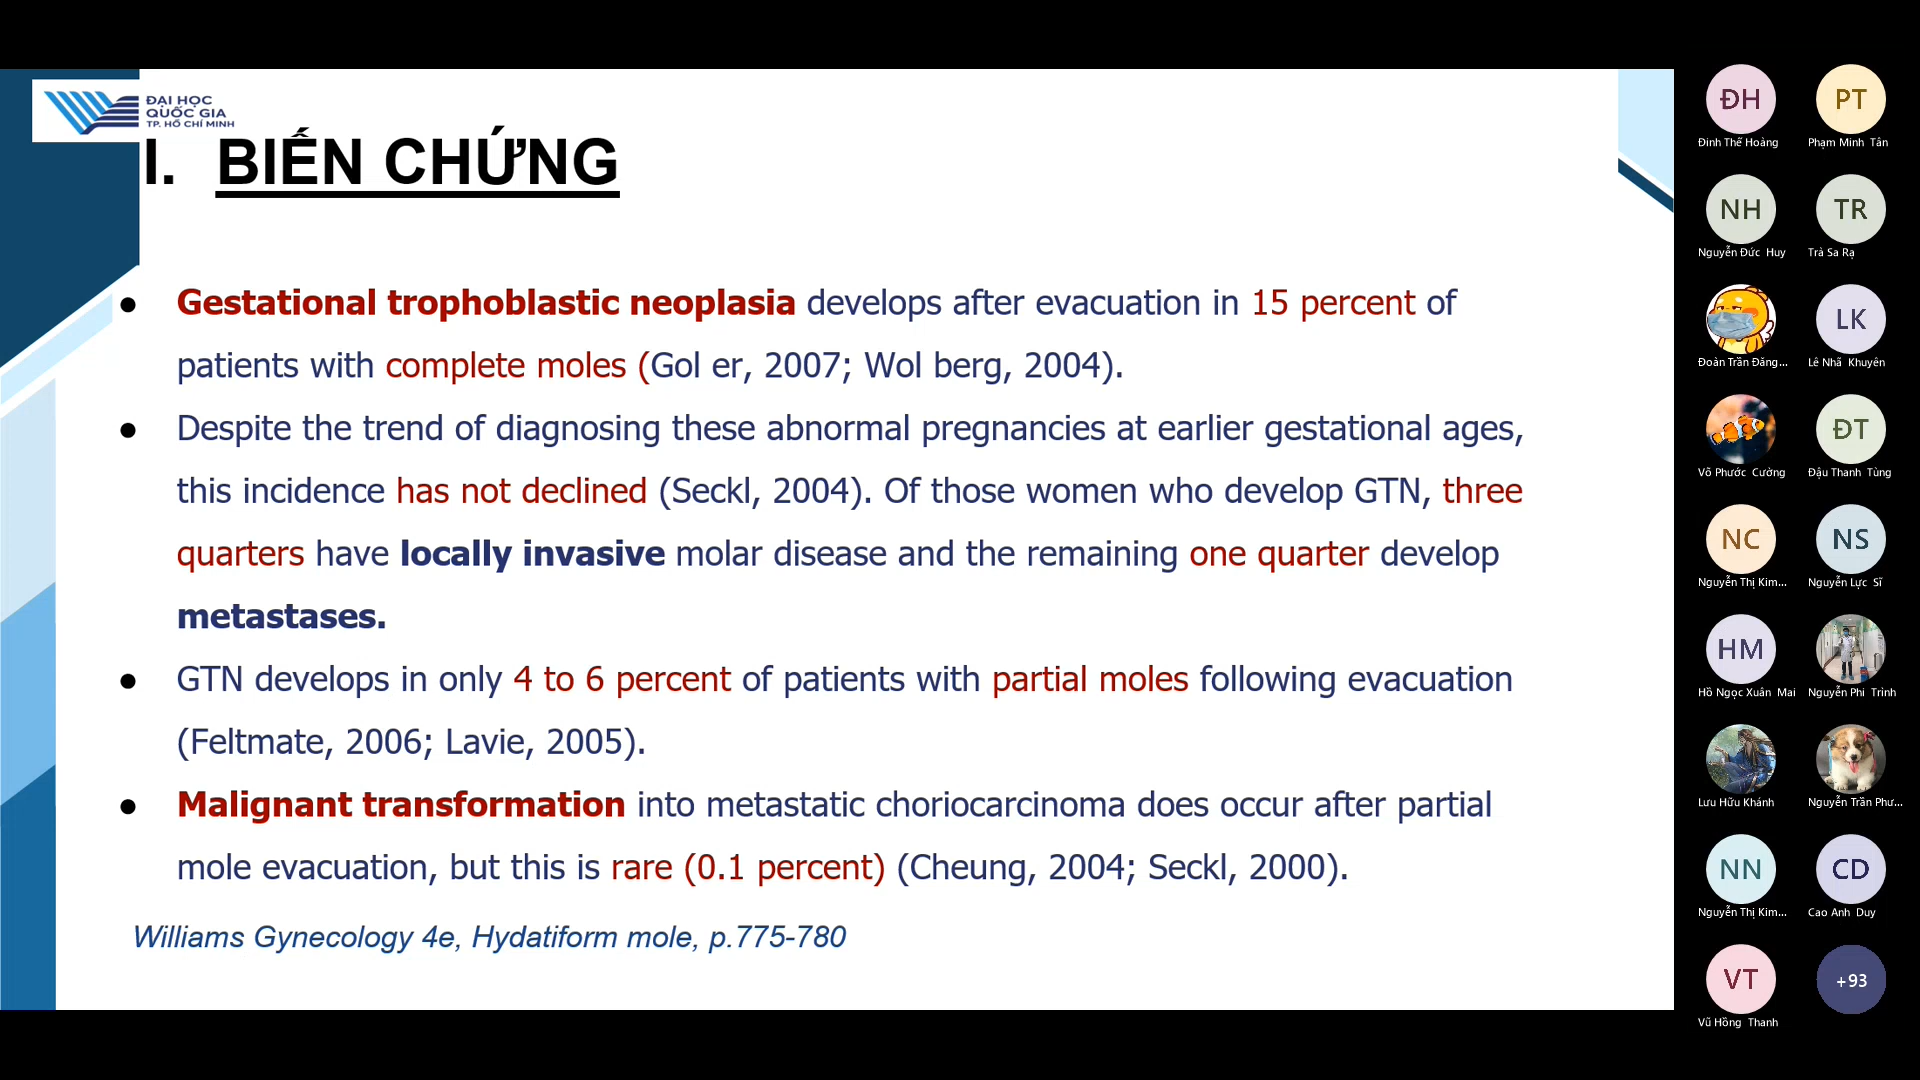 ĐẠI HỌC
QUỐC GIA
TP. HỒ CHÍ MINH
I. BIẾN CHỨNG
● Gestational trophoblastic neoplasia develops after evacuation in 15 percent of
patients with complete moles (Gol er, 2007; Wol berg, 2004).
● Despite the trend of diagnosing these abnormal pregnancies at earlier gestational ages,
this incidence has not declined (Seckl, 2004). Of those women who develop GTN, three
quarters have locally invasive molar disease and the remaining one quarter develop
metastases.
● GTN develops in only 4 to 6 percent of patients with partial moles following evacuation
(Feltmate, 2006; Lavie, 2005).
● Malignant transformation into metastatic choriocarcinoma does occur after partial
mole evacuation, but this is rare (0.1 percent) (Cheung, 2004; Seckl, 2000).
Williams Gynecology 4e, Hydatiform mole, p.775-780
ĐH
Đinh Thế Hoàng
PT
Phạm Minh Tân
NH
Nguyễn Đức Huy
TR
Trà Sa Rạ
Đoàn Trần Đăng...
LK
Lê Nhã Khuyên
Võ Phước Cường
ĐT
Đậu Thanh Tùng
NC
Nguyễn Thị Kim...
NS
Nguyễn Lực Sĩ
HM
Hồ Ngọc Xuân Mai
Nguyễn Phi Trình
Lưu Hữu Khánh
Nguyễn Trần Phư...
NN
Nguyễn Thị Kim...
CD
Cao Anh Duy
VT
Vũ Hồng Thanh
+93